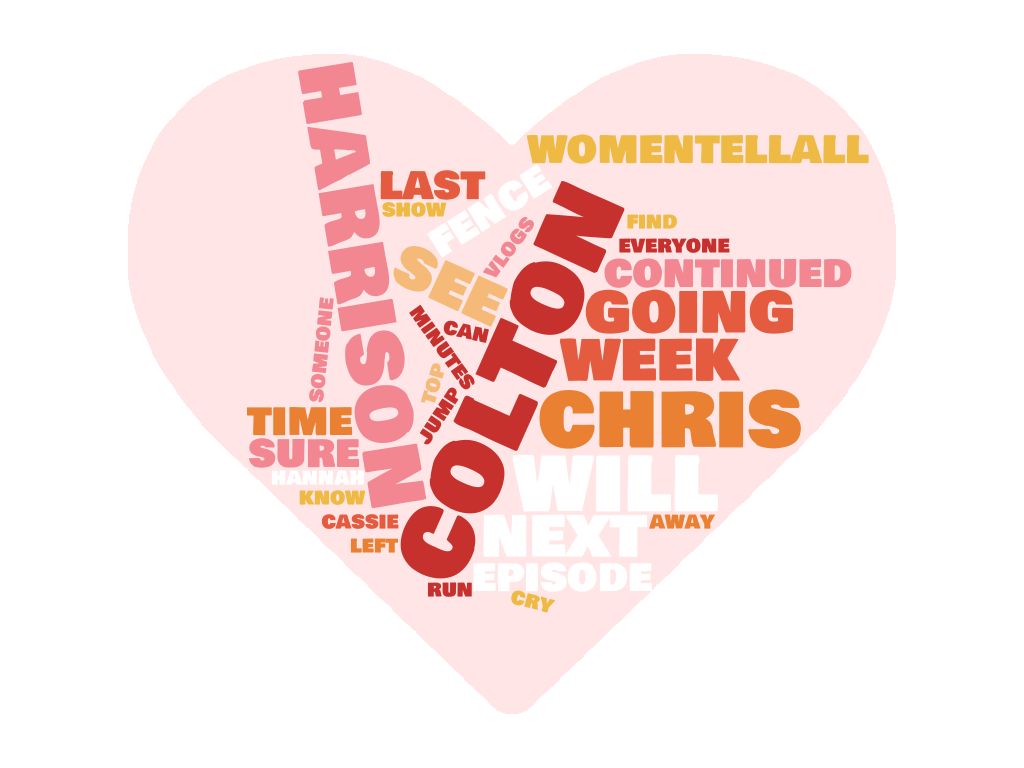 HARRISON
WOMENTELLALL
LAST
SHOW
FENCE
VLOGS
COLTON
FIND
EVERYONE
CONTINUED
SEE
GOING
MINUTES
CAN
SOMEONE
WEEK
TOP
JUMP
CHRIS
TIME
SURE
HANNAH
WILL
KNOW
CASSIE
NEXT
AWAY
LEFT
EPISODE
RUN
CRY